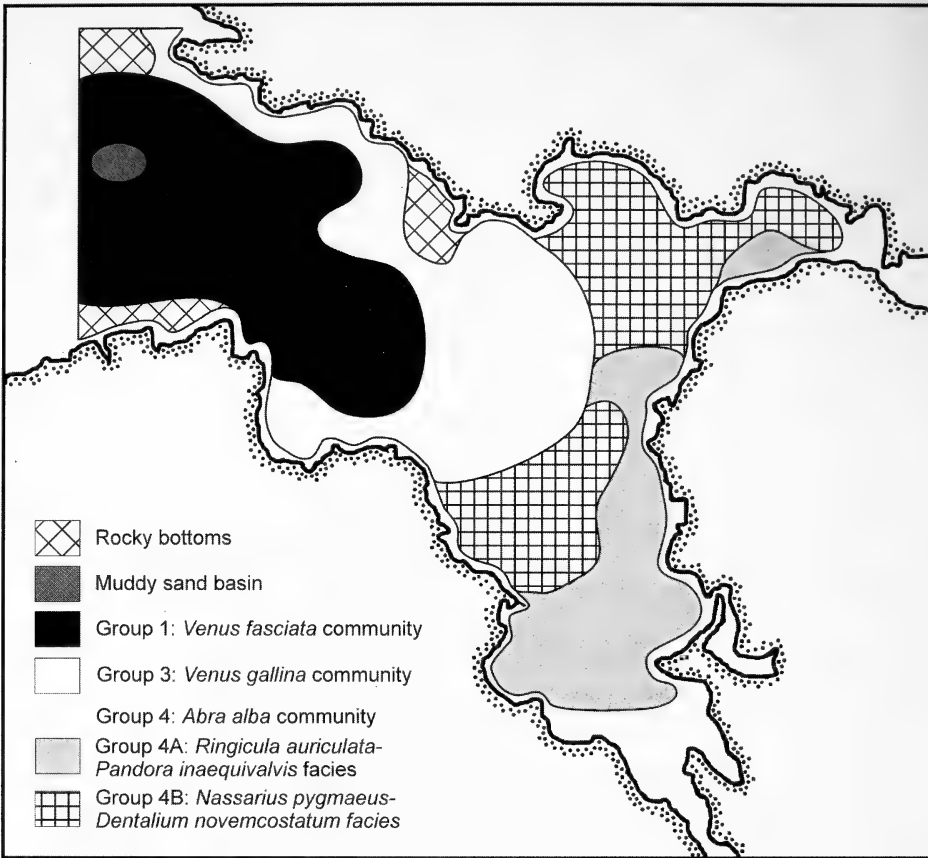 Rocky bottoms
Muddy sand basin
Group 1: Venus fasciata community
Group 3: Venus gallina community
Group 4: Abra alba community
Group 4A: Ringicula auriculata-
Pandora inaequivalvis facies
Group 4B: Nassarius pygmaeus-
Dentalium novemcostatum facies